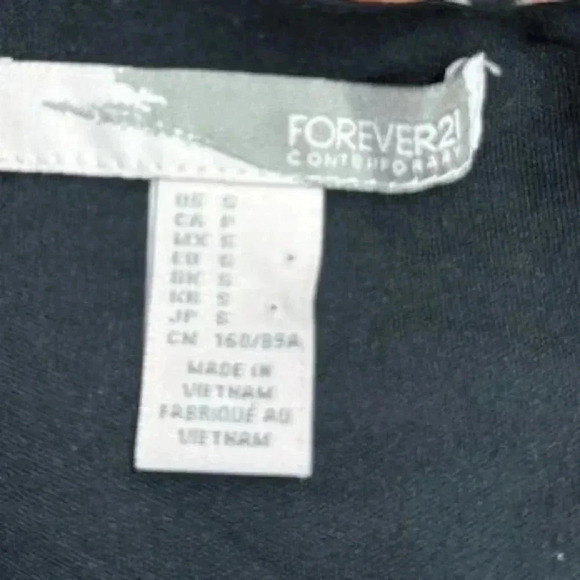 FOREVER21
CONTEMPORARY
US S
CA P
MX S
EU S
UK S
KR S
JP S
CN 160/85A
MADE IN
VIETNAM
FABRIQUÉ AU
VIETNAM